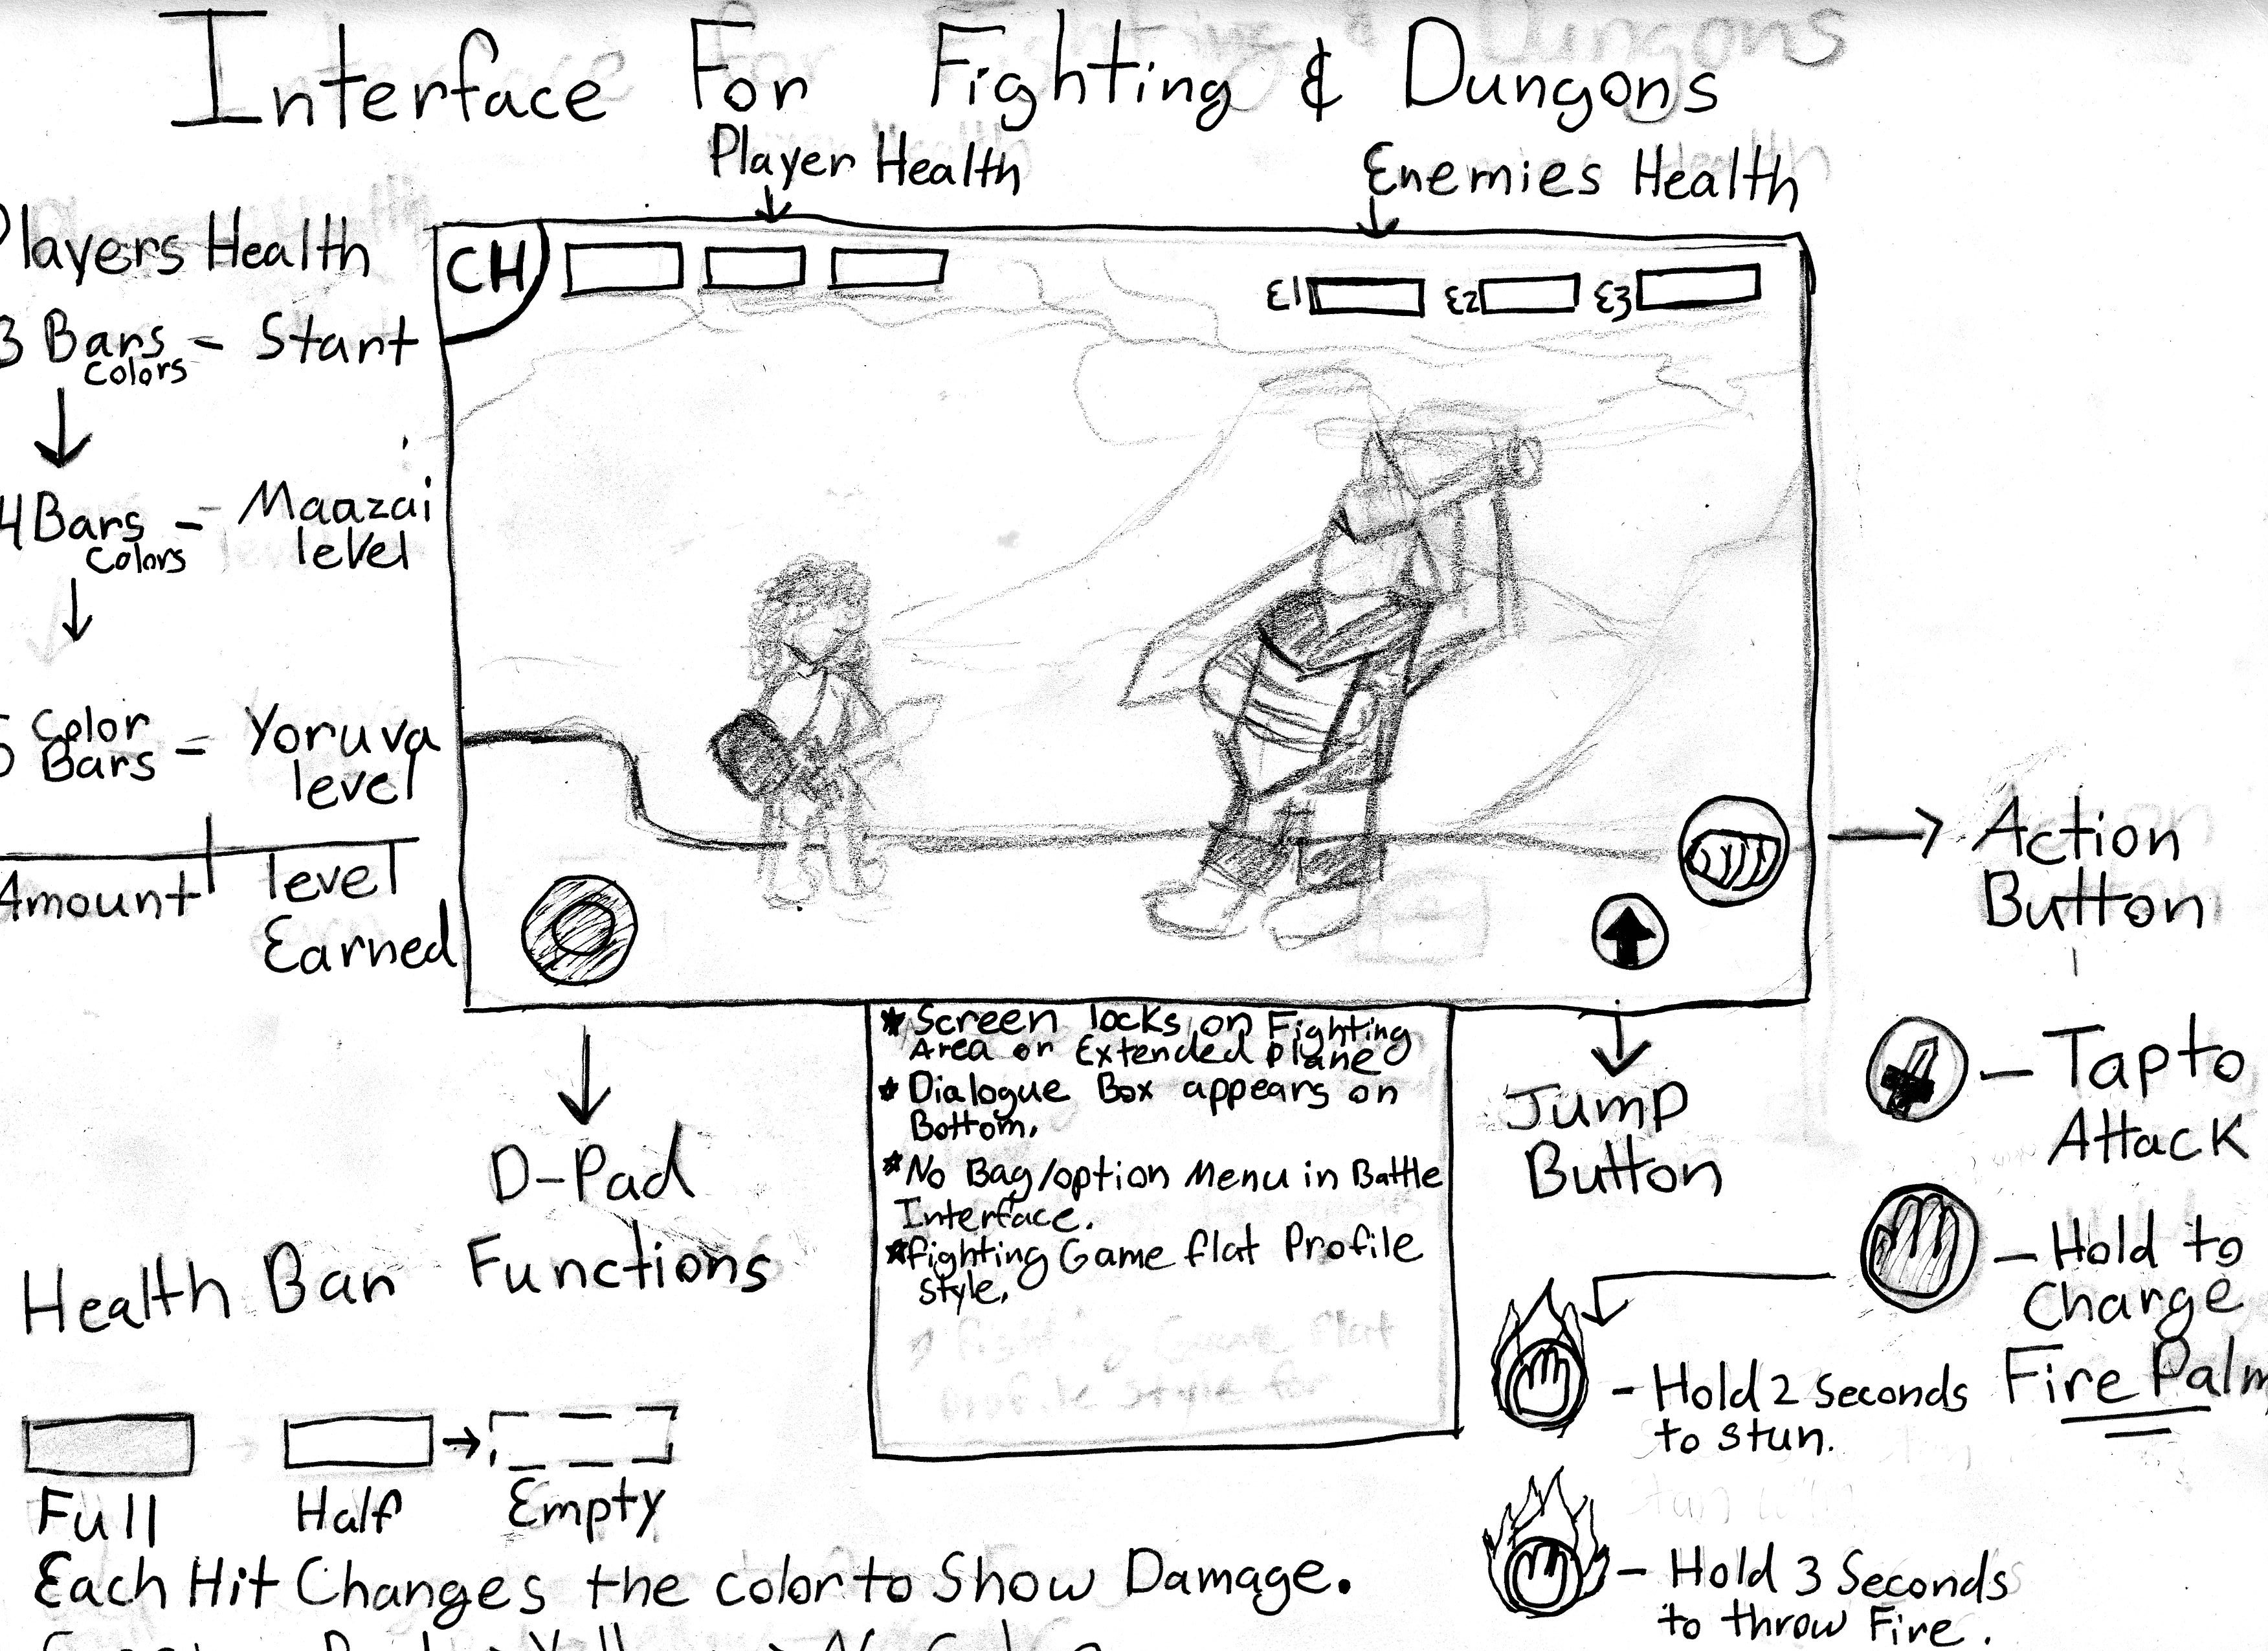 Interface For Fighting & Dungons
Player Health
Enemies Health
Players Health
3 Bars - Start
Colors
4 Bars - Maazai
Colors level
5 Color Bars = Yoruva
level
Amount level
Earned
CH
E1 E2 E3
Action
Button
Tap to
Attack
Hold to
Charge
Fire Palm
- Hold 2 Seconds
to stun.
- Hold 3 Seconds
to throw Fire.
Jump
Button
D-Pad
Functions
* Screen locks on Fighting
Area or Extended Plane
* Dialogue Box appears on
Bottom.
* No Bag/option Menu in Battle
Interface.
* Fighting Game flat Profile
style.
Health Bar
Full Half Empty
Each Hit Changes the color to Show Damage.